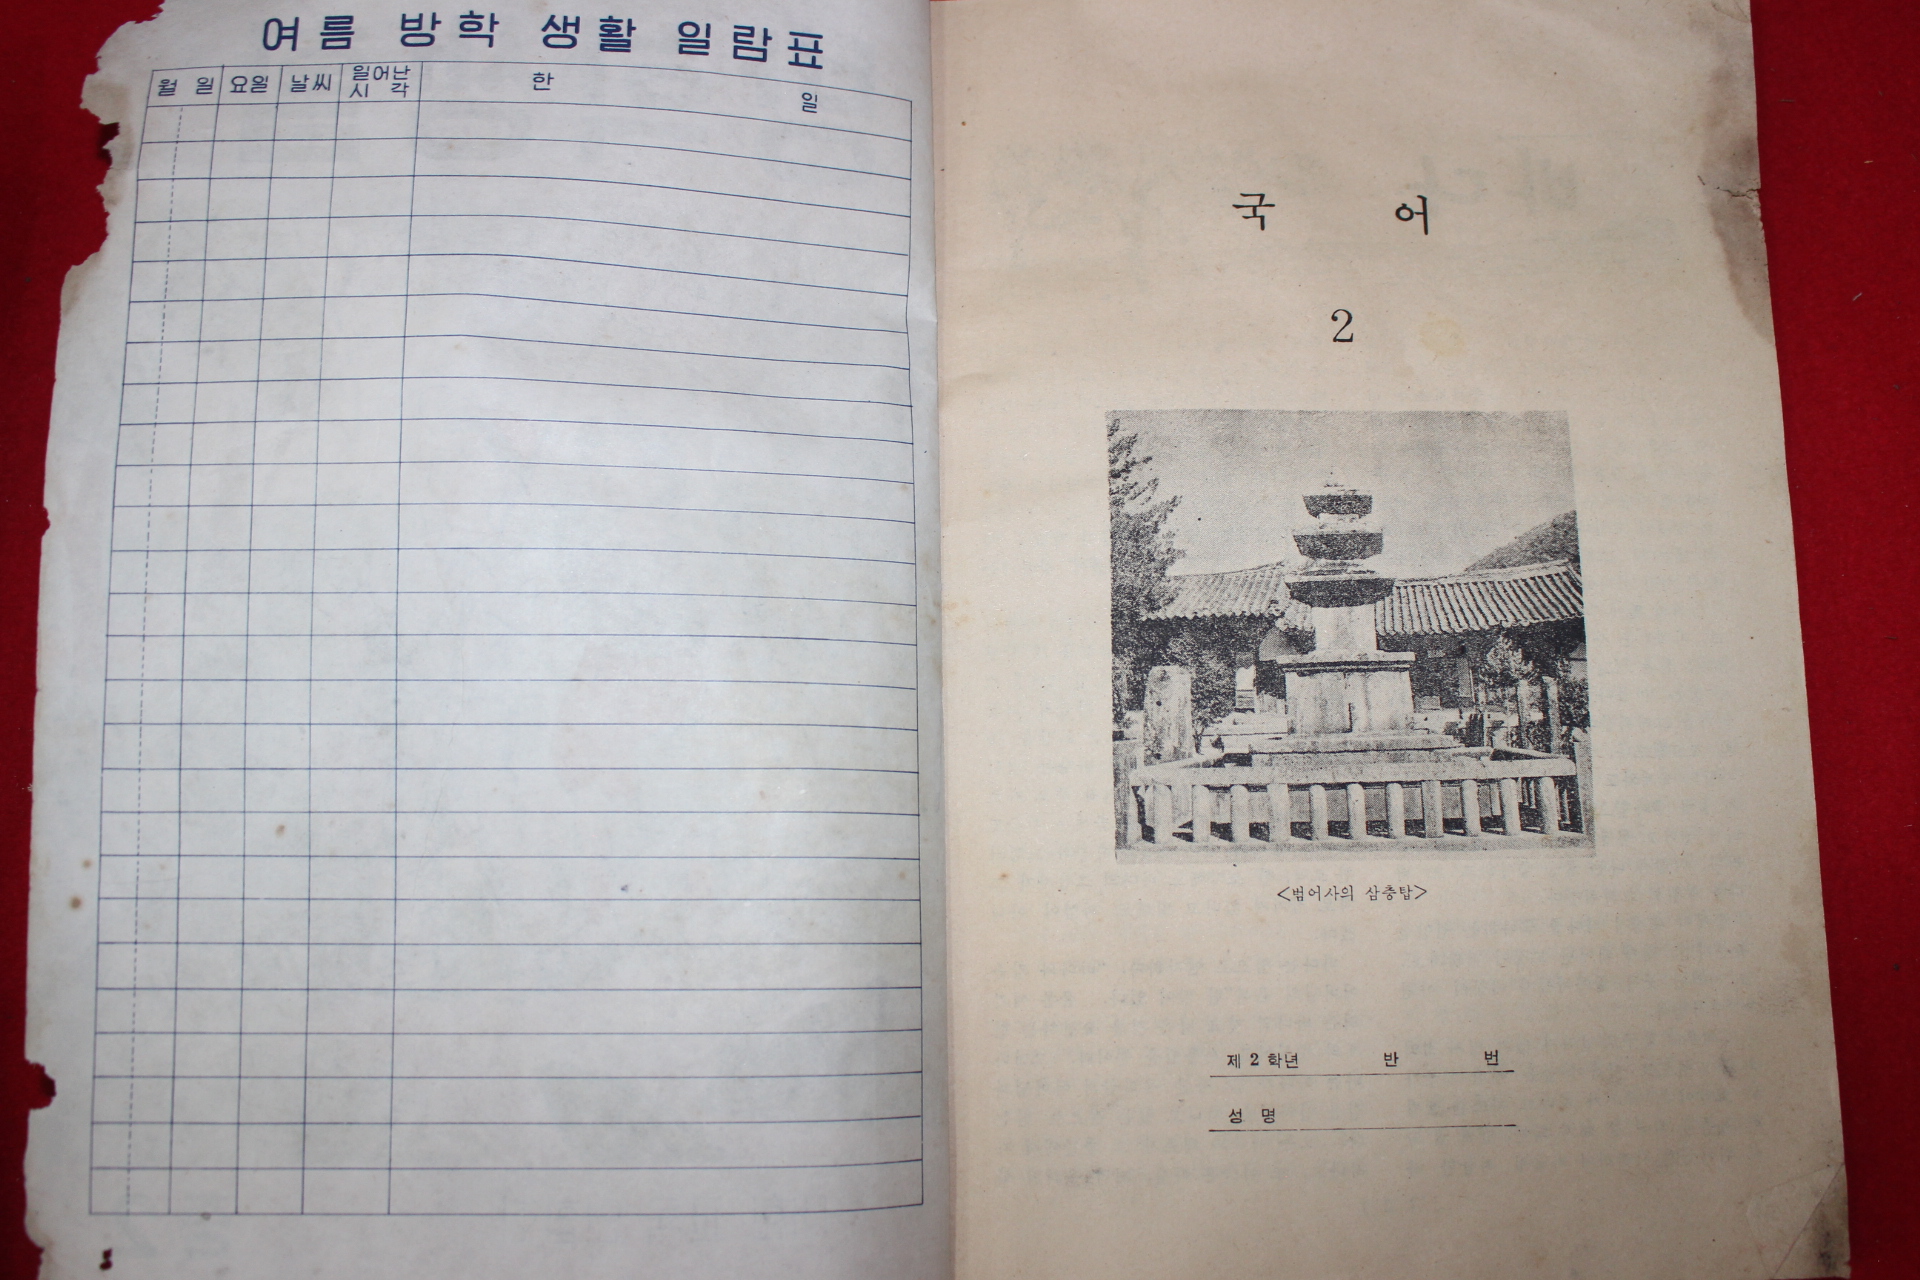 여름 방학 생활 일람표
월 일 요일 날씨 일어난 시각 한 일
국 어
2
<범어사의 삼층탑>
제 2 학년 반 번
성 명